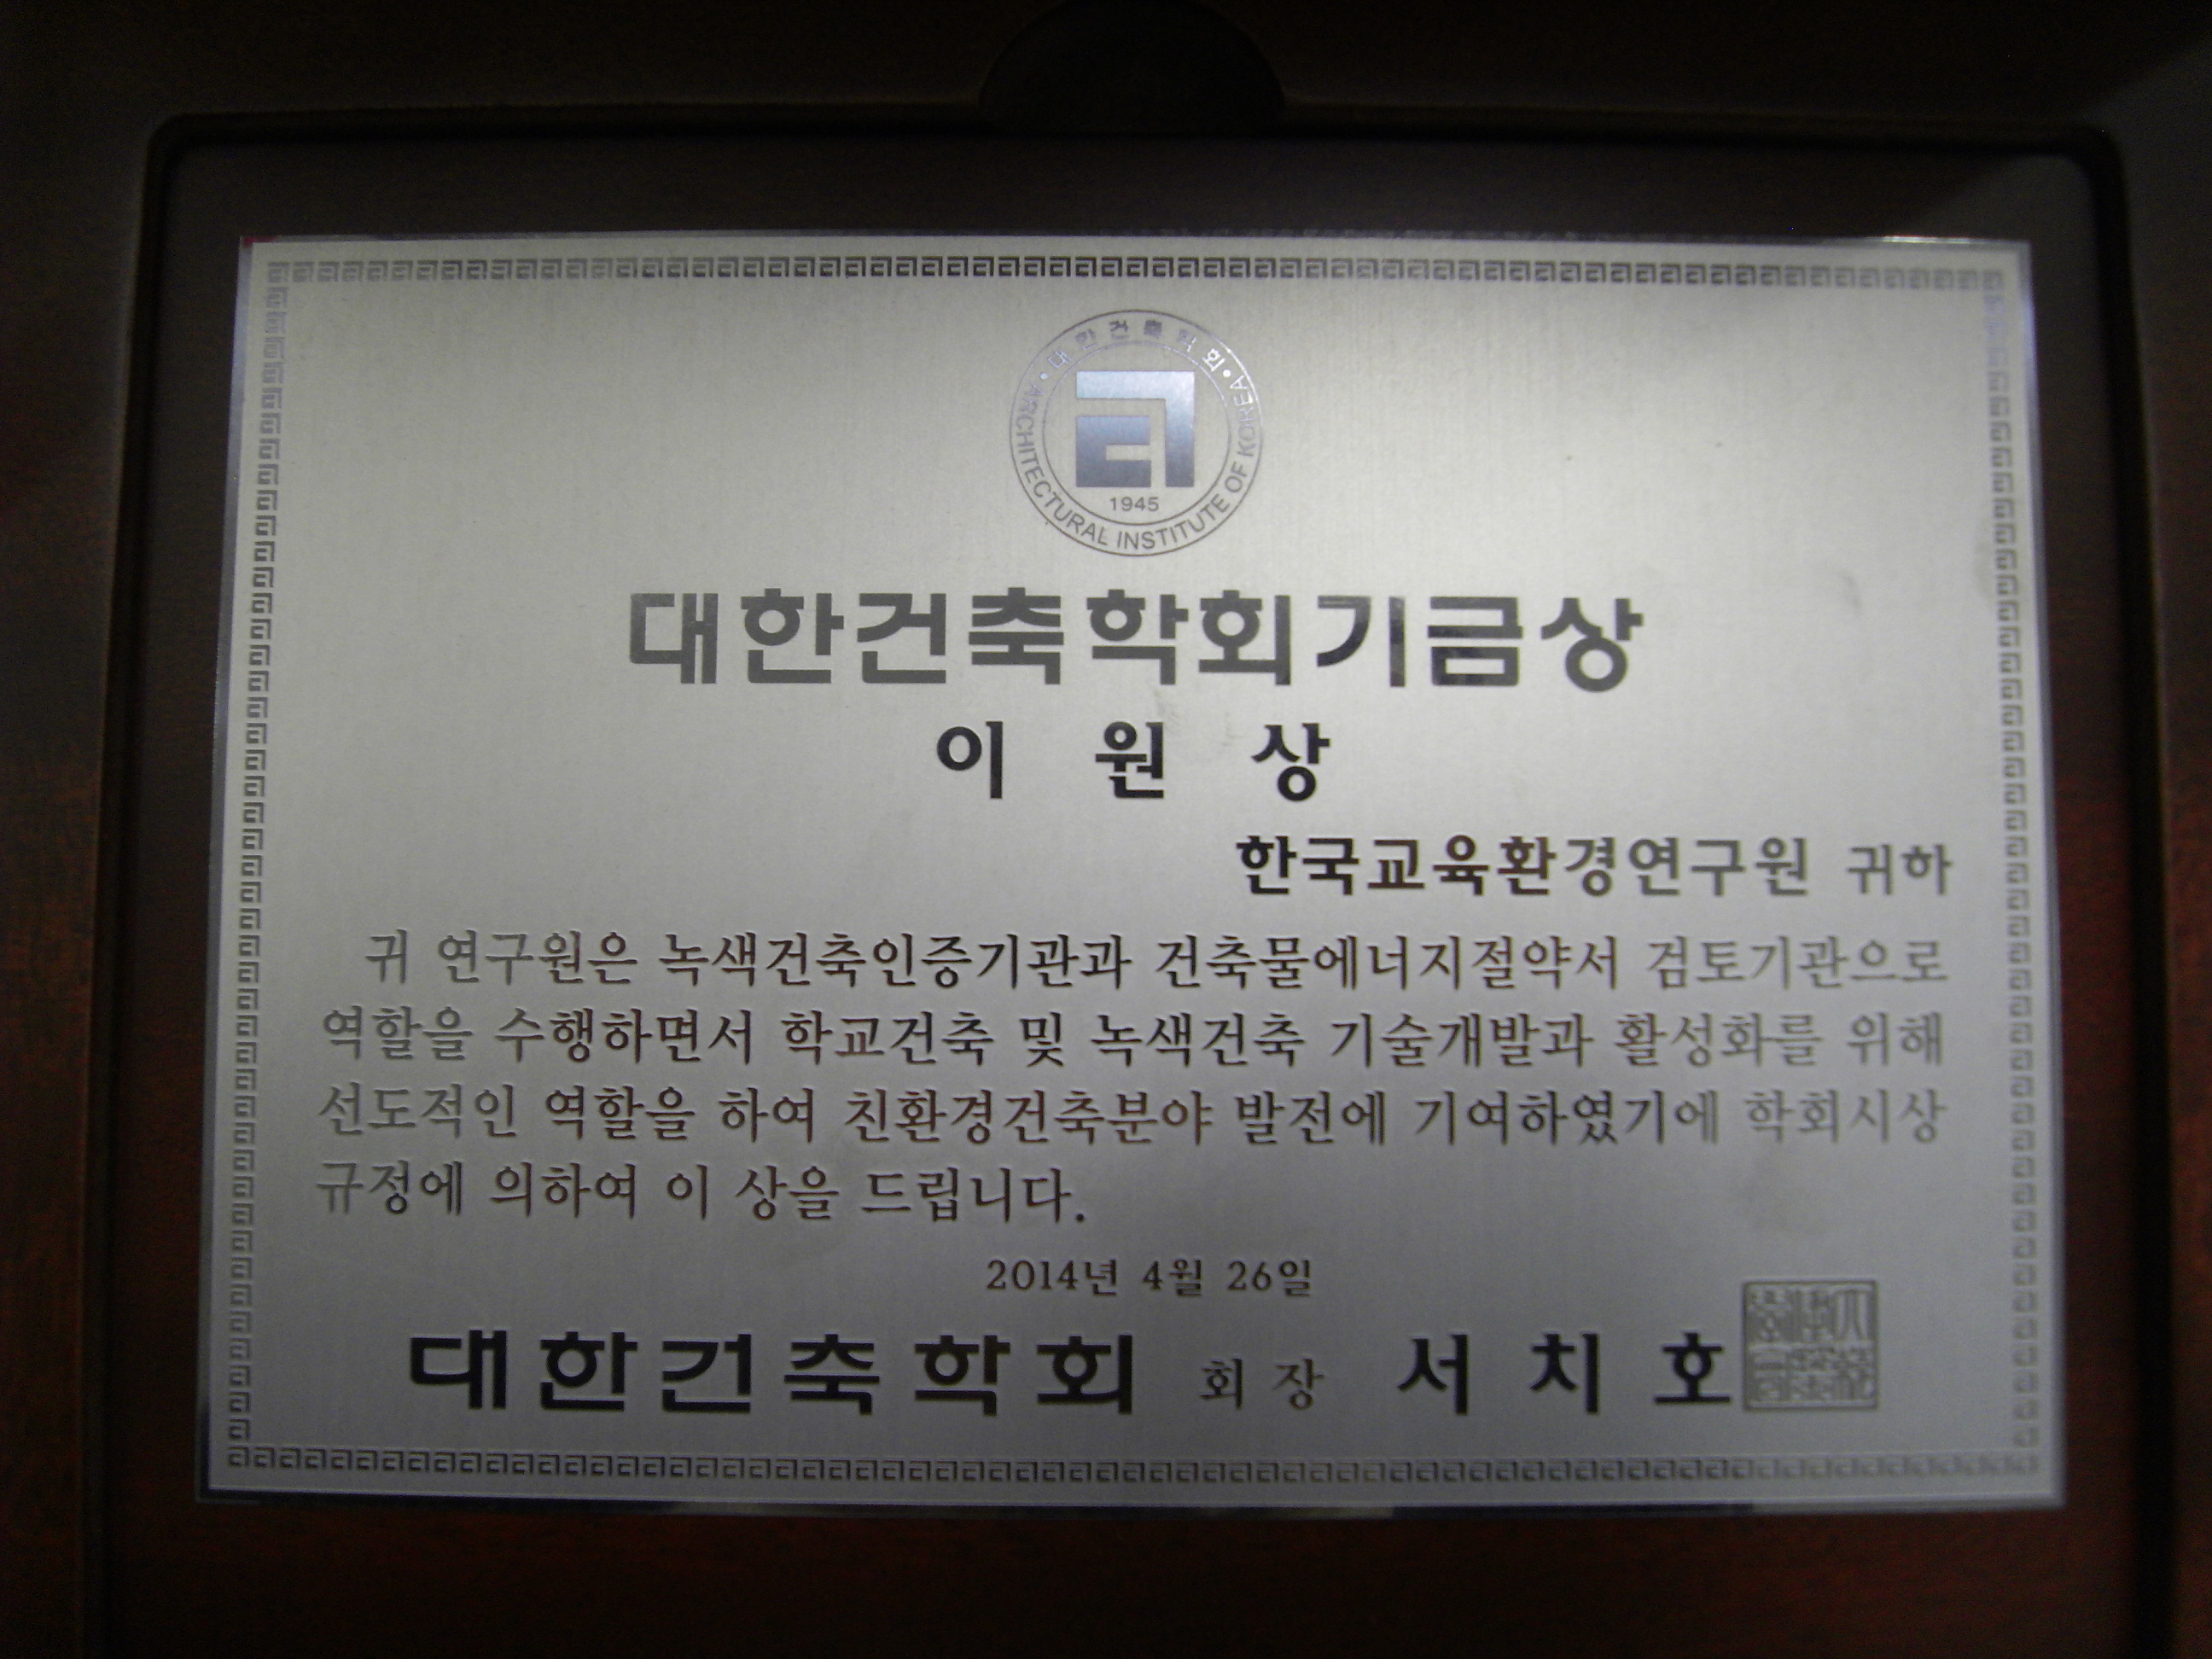 대한건축학회
ARCHITECTURAL INSTITUTE OF KOREA
1945
대한건축학회기금상
이 원 상
한국교육환경연구원 귀하
귀 연구원은 녹색건축인증기관과 건축물에너지절약서 검토기관으로
역할을 수행하면서 학교건축 및 녹색건축 기술개발과 활성화를 위해
선도적인 역할을 하여 친환경건축분야 발전에 기여하였기에 학회시상
규정에 의하여 이 상을 드립니다.
2014년 4월 26일
대한건축학회 회장 서치호